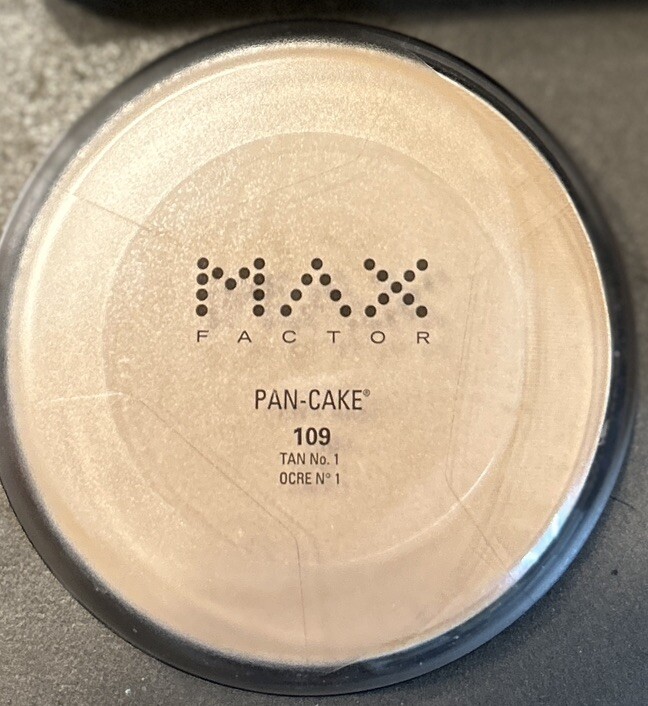 MAX
FACTOR
PAN-CAKE®
109
TAN No. 1
OCRE N° 1